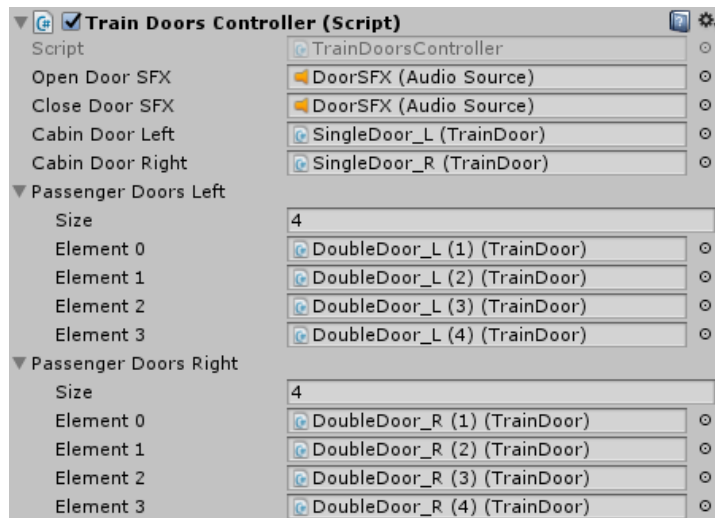 Train Doors Controller (Script)
Script TrainDoorsController
Open Door SFX DoorSFX (Audio Source)
Close Door SFX DoorSFX (Audio Source)
Cabin Door Left SingleDoor_L (TrainDoor)
Cabin Door Right SingleDoor_R (TrainDoor)
Passenger Doors Left
Size 4
Element 0 DoubleDoor_L (1) (TrainDoor)
Element 1 DoubleDoor_L (2) (TrainDoor)
Element 2 DoubleDoor_L (3) (TrainDoor)
Element 3 DoubleDoor_L (4) (TrainDoor)
Passenger Doors Right
Size 4
Element 0 DoubleDoor_R (1) (TrainDoor)
Element 1 DoubleDoor_R (2) (TrainDoor)
Element 2 DoubleDoor_R (3) (TrainDoor)
Element 3 DoubleDoor_R (4) (TrainDoor)